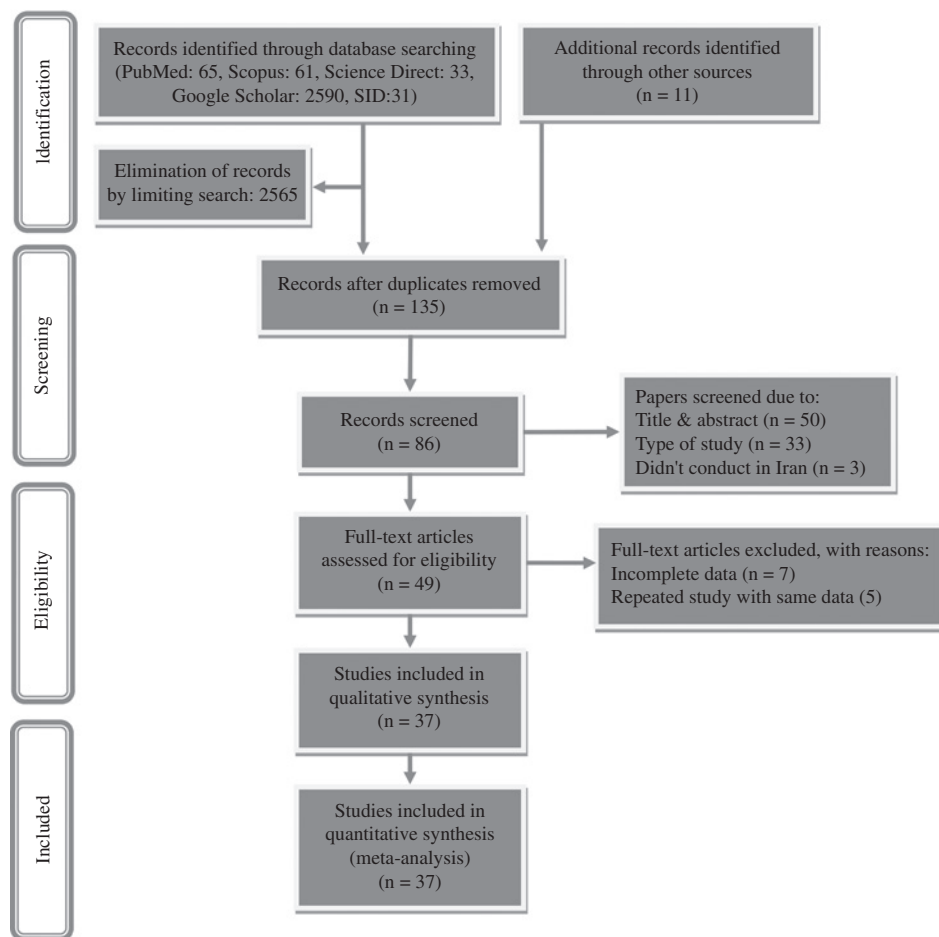 Identification
Records identified through database searching
(PubMed: 65, Scopus: 61, Science Direct: 33,
Google Scholar: 2590, SID:31)
Additional records identified
through other sources
(n = 11)
Elimination of records
by limiting search: 2565
Screening
Records after duplicates removed
(n = 135)
Records screened
(n = 86)
Papers screened due to:
Title & abstract (n = 50)
Type of study (n = 33)
Didn't conduct in Iran (n = 3)
Eligibility
Full-text articles
assessed for eligibility
(n = 49)
Full-text articles excluded, with reasons:
Incomplete data (n = 7)
Repeated study with same data (5)
Studies included in
qualitative synthesis
(n = 37)
Included
Studies included in
quantitative synthesis
(meta-analysis)
(n = 37)